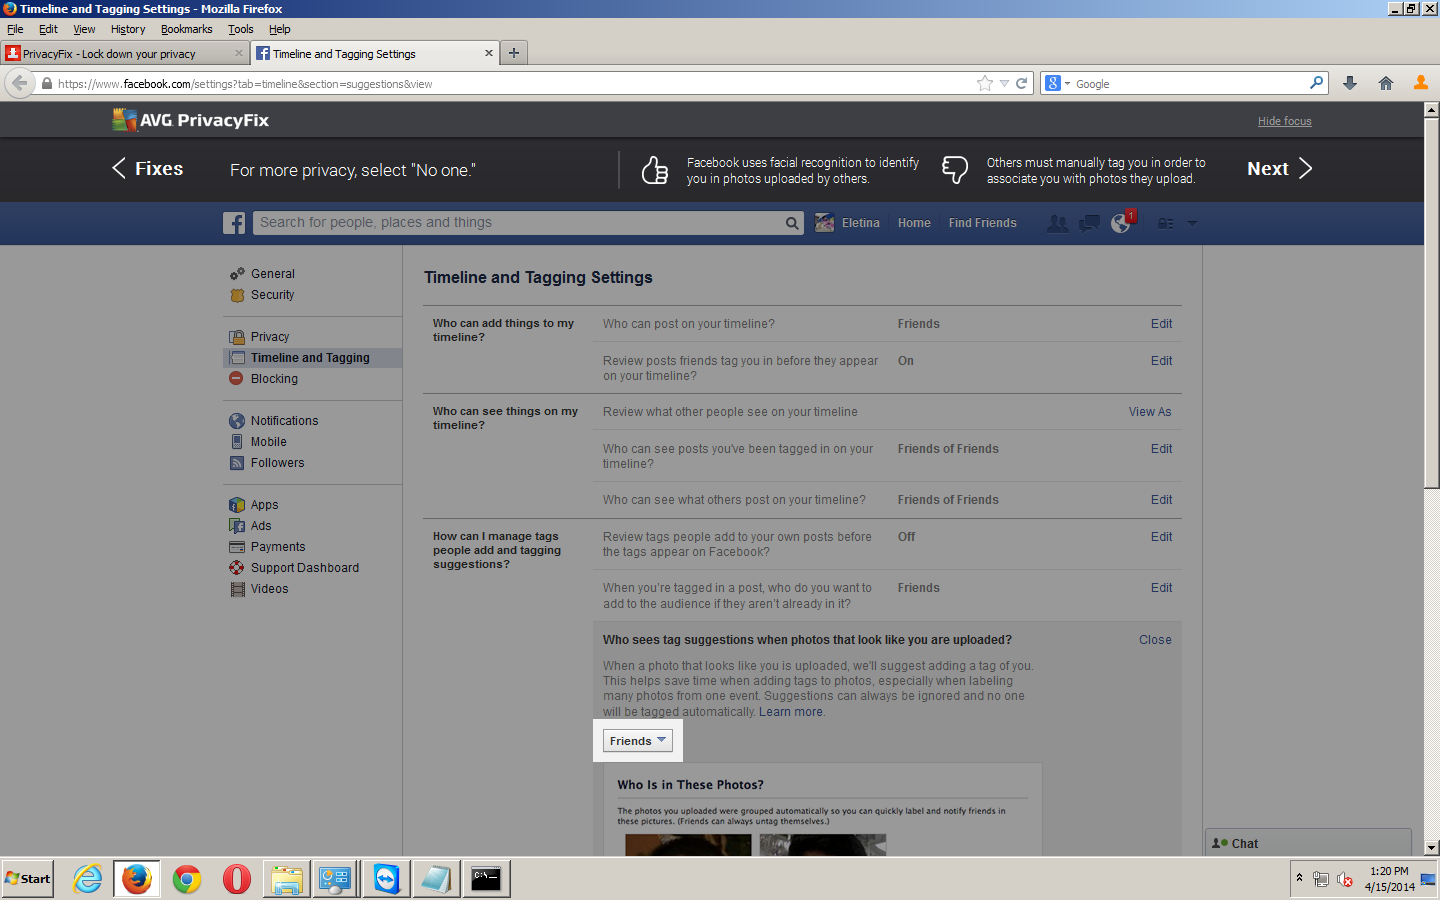 Timeline and Tagging Settings - Mozilla Firefox
File Edit View History Bookmarks Tools Help
PrivacyFix - Lock down your privacy
Timeline and Tagging Settings
https://www.facebook.com/settings?tab=timeline&section=suggestions&view
Google
AVG PrivacyFix
Hide focus
Fixes
For more privacy, select "No one."
Facebook uses facial recognition to identify
you in photos uploaded by others.
Others must manually tag you in order to
associate you with photos they upload.
Next
Search for people, places and things
Eletina
Home
Find Friends
1
General
Security
Privacy
Timeline and Tagging
Blocking
Notifications
Mobile
Followers
Apps
Ads
Payments
Support Dashboard
Videos
Timeline and Tagging Settings
Who can add things to my
timeline?
Who can post on your timeline?
Friends
Edit
Review posts friends tag you in before they appear
on your timeline?
On
Edit
Who can see things on my
timeline?
Review what other people see on your timeline
View As
Who can see posts you've been tagged in on your
timeline?
Friends of Friends
Edit
Who can see what others post on your timeline?
Friends of Friends
Edit
How can I manage tags
people add and tagging
suggestions?
Review tags people add to your own posts before
the tags appear on Facebook?
Off
Edit
When you're tagged in a post, who do you want to
add to the audience if they aren't already in it?
Friends
Edit
Who sees tag suggestions when photos that look like you are uploaded?
Close
When a photo that looks like you is uploaded, we'll suggest adding a tag of you.
This helps save time when adding tags to photos, especially when labeling
many photos from one event. Suggestions can always be ignored and no one
will be tagged automatically. Learn more.
Friends
Who Is in These Photos?
The photos you uploaded were grouped automatically so you can quickly label and notify friends in
these pictures. (Friends can always untag themselves.)
Chat
Start
C:\.
1:20 PM
4/15/2014